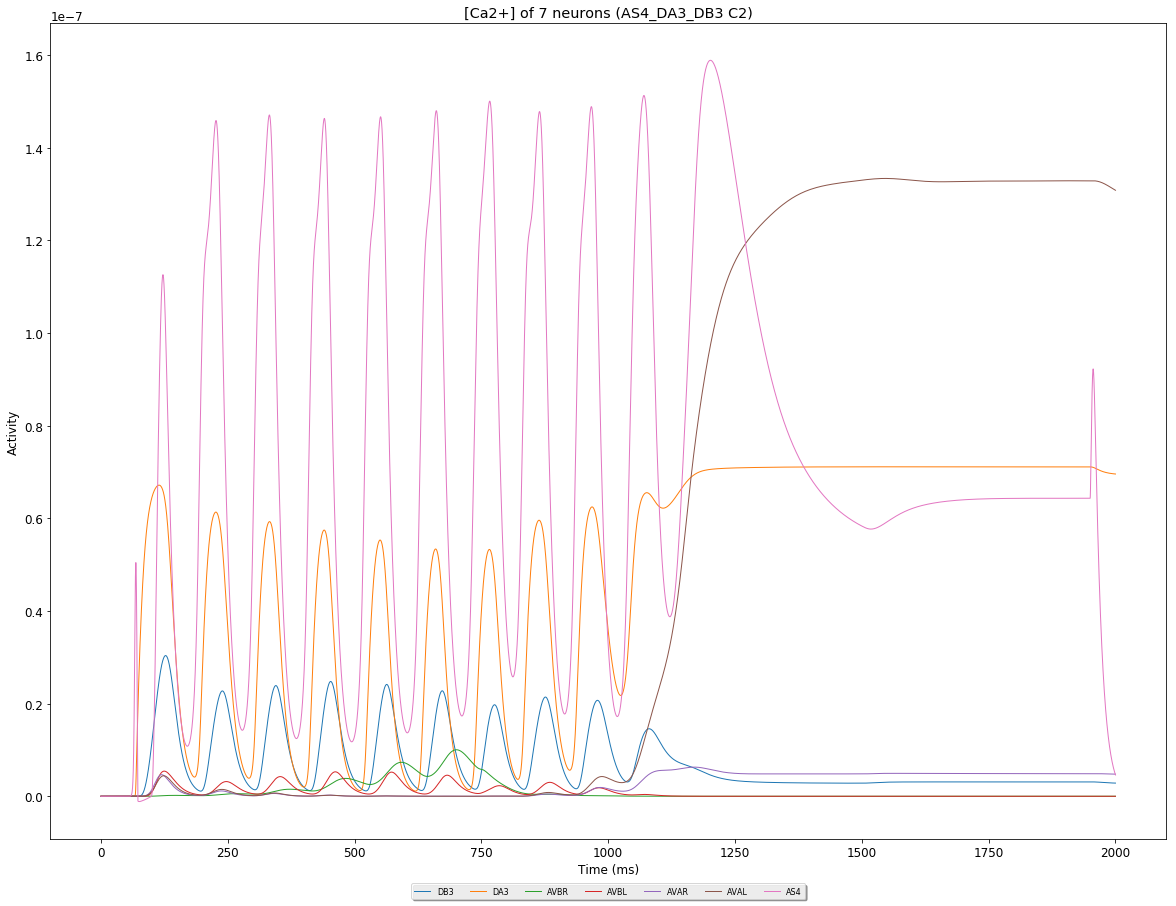 [Ca2+] of 7 neurons (AS4_DA3_DB3 C2)
1e−7
1.6
1.4
1.2
1.0
0.8
0.6
0.4
0.2
0.0
Activity
0 250 500 750 1000 1250 1500 1750 2000
Time (ms)
DB3 DA3 AVBR AVBL AVAR AVAL AS4